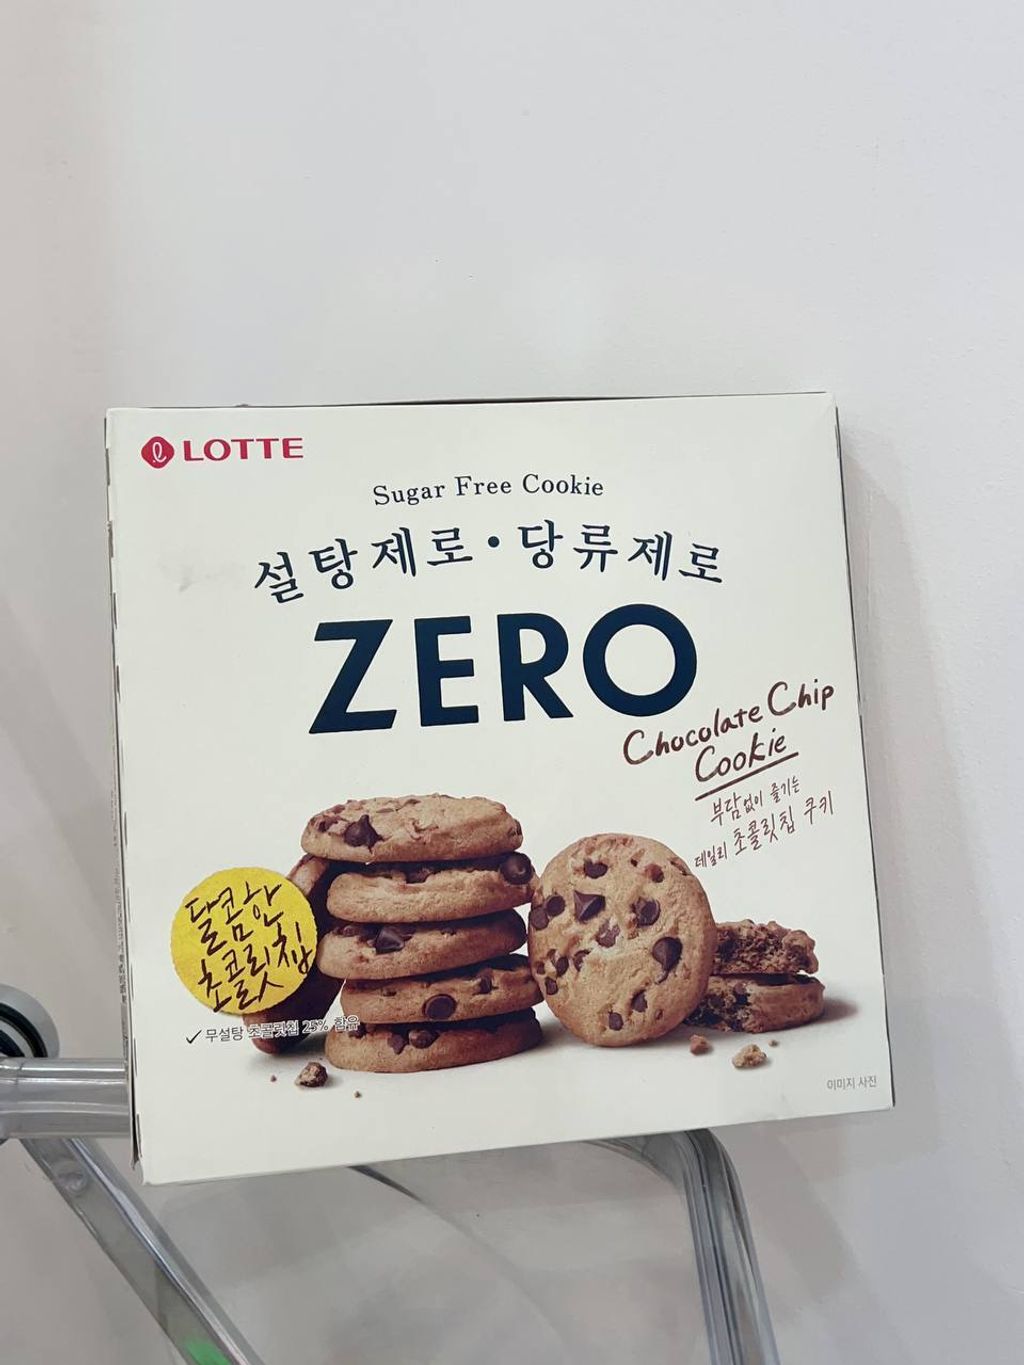 LOTTE
Sugar Free Cookie
설탕제로·당류제로
ZERO
Chocolate Chip
Cookie
부담없이 즐기는
데일리 초콜릿칩 쿠키
달콤한
초콜릿칩
✓ 무설탕 초콜릿칩 25% 함유
이미지 사진